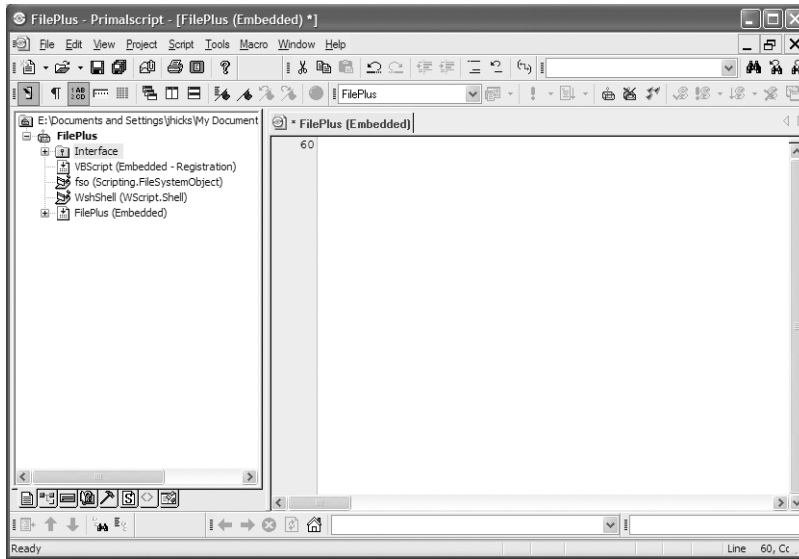 FilePlus - Primalscript - [FilePlus (Embedded) *]
File Edit View Project Script Tools Macro Window Help
FilePlus
E:\Documents and Settings\jhicks\My Document
FilePlus
Interface
VBScript (Embedded - Registration)
fso (Scripting.FileSystemObject)
WshShell (WScript.Shell)
FilePlus (Embedded)
* FilePlus (Embedded)
60
Ready
Line 60, Cc